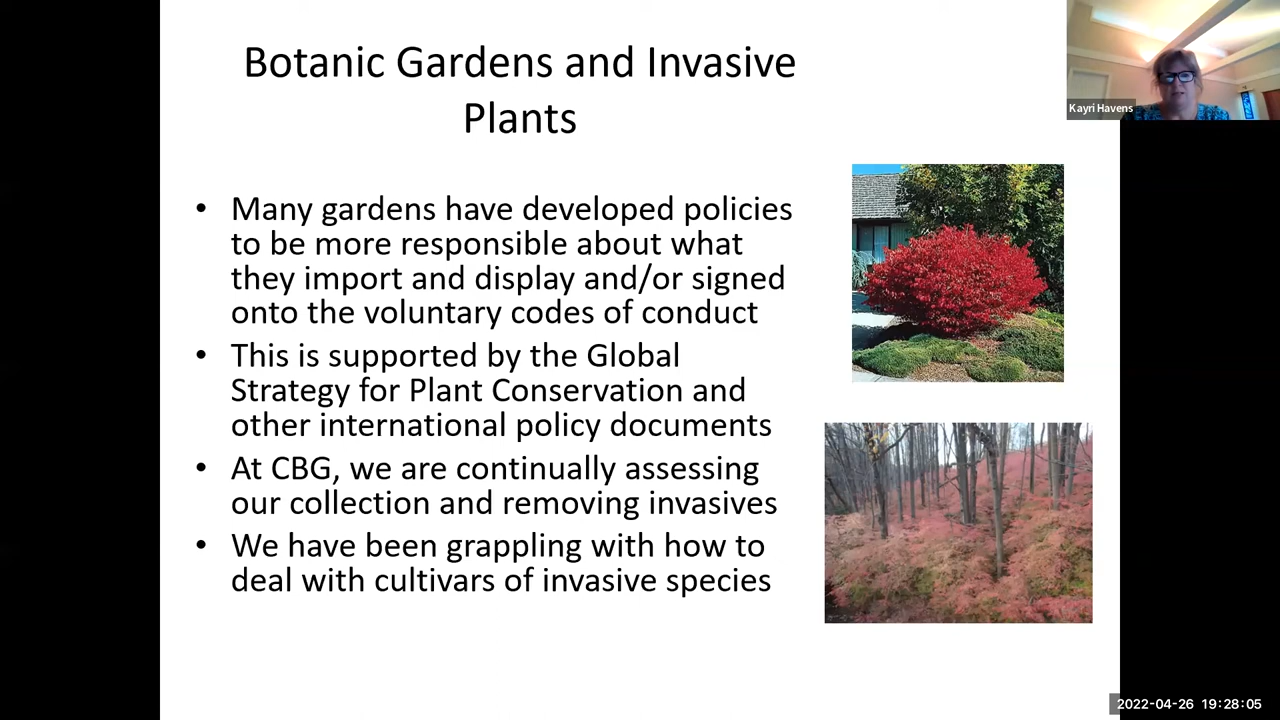 Botanic Gardens and Invasive
Plants
Kayri Havens
• Many gardens have developed policies
to be more responsible about what
they import and display and/or signed
onto the voluntary codes of conduct
• This is supported by the Global
Strategy for Plant Conservation and
other international policy documents
• At CBG, we are continually assessing
our collection and removing invasives
• We have been grappling with how to
deal with cultivars of invasive species
2022-04-26 19:28:05